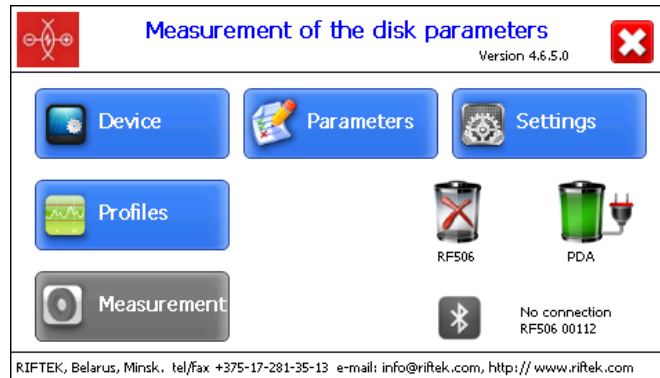 Measurement of the disk parameters
Version 4.6.5.0
Device
Parameters
Settings
Profiles
RF506
PDA
Measurement
No connection
RF506 00112
RIFTEK, Belarus, Minsk. tel/fax +375-17-281-35-13 e-mail: info@riftek.com, http:// www.riftek.com